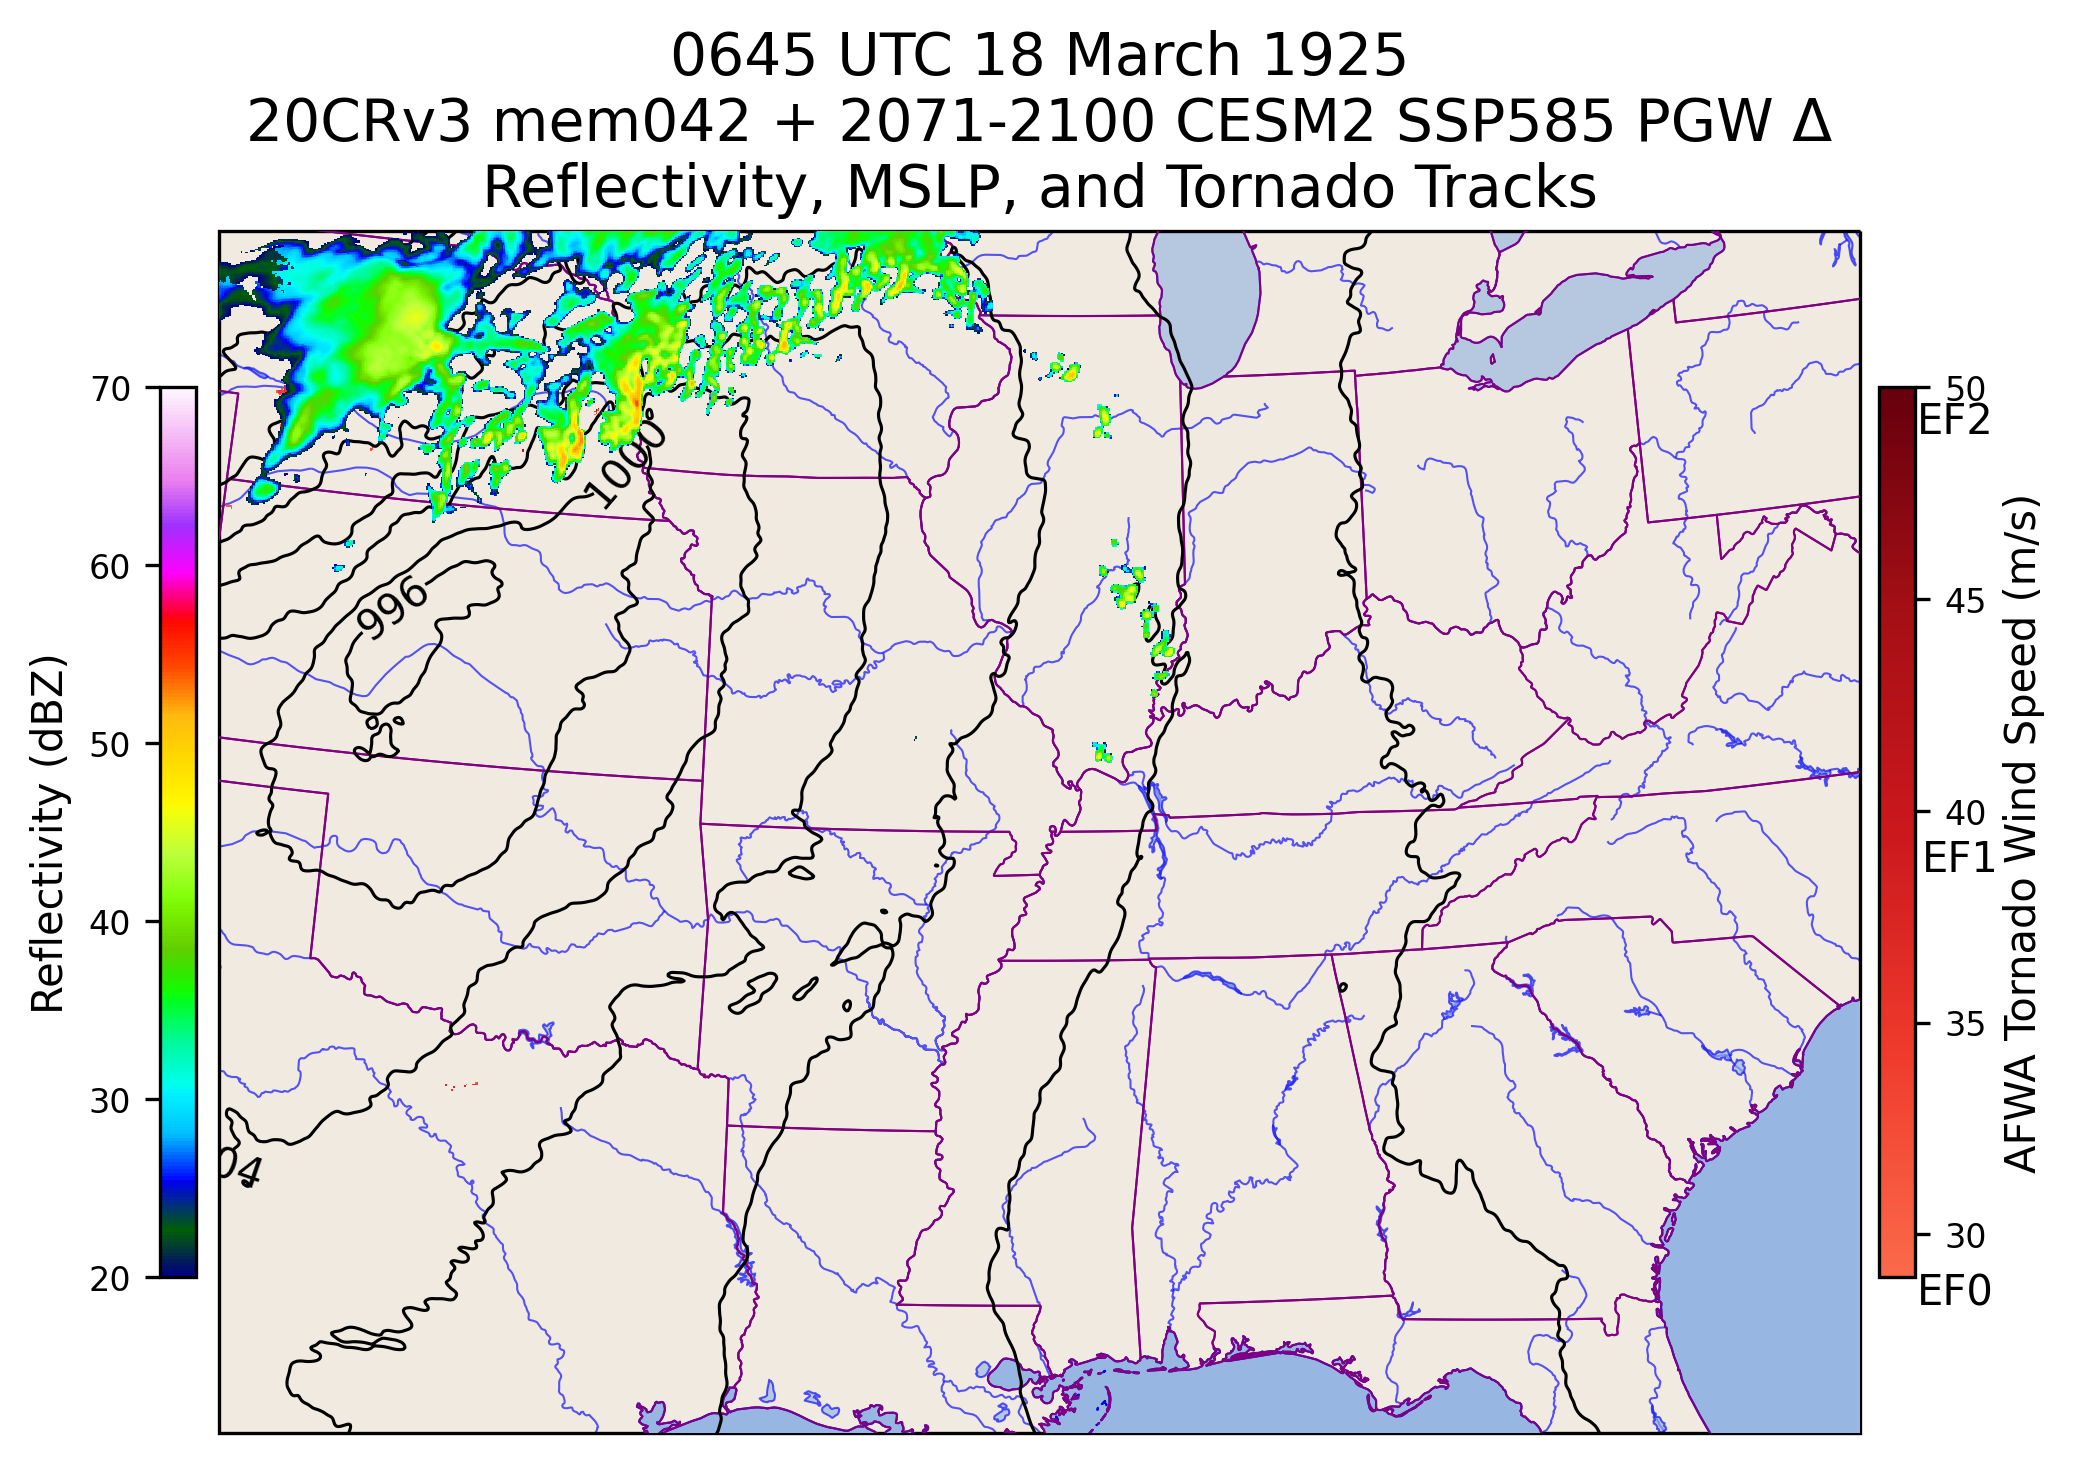 0645 UTC 18 March 1925
20CRv3 mem042 + 2071-2100 CESM2 SSP585 PGW Δ
Reflectivity, MSLP, and Tornado Tracks
70
60
50
40
30
20
Reflectivity (dBZ)
1000
996
04
50
EF2
45
40
EF1
35
30
EF0
AFWA Tornado Wind Speed (m/s)